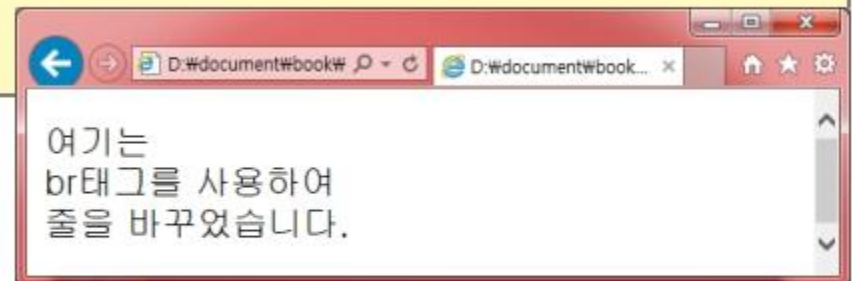 D:₩document₩book₩
D:₩document₩book...
여기는
br태그를 사용하여
줄을 바꾸었습니다.